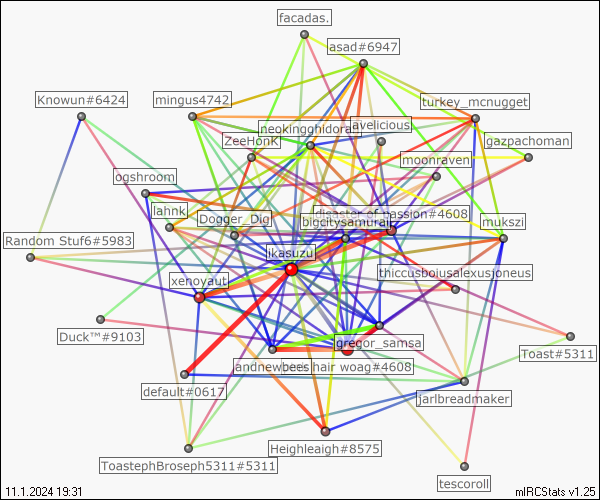 facadas.
asad#6947
Knowun#6424
mingus4742
turkey_mcnugget
neokingghidorah
lavelicious
ZeeHonK
gazpachoman
moonraven
ogshroom
lahnk
Dogger_Dig
disaster of passion#4608
bigcitysamurai
mukszi
Random Stuf6#5983
jkasuzu
xenoyaut
thiccusboiusalexusjoneus
Duck™#9103
gregor_samsa
Toast#5311
andnewbees
hair woag#4608
default#0617
jarlbreadmaker
Heighleaigh#8575
ToastephBroseph5311#5311
tescoroll
11.1.2024 19:31
mIRCStats v1.25